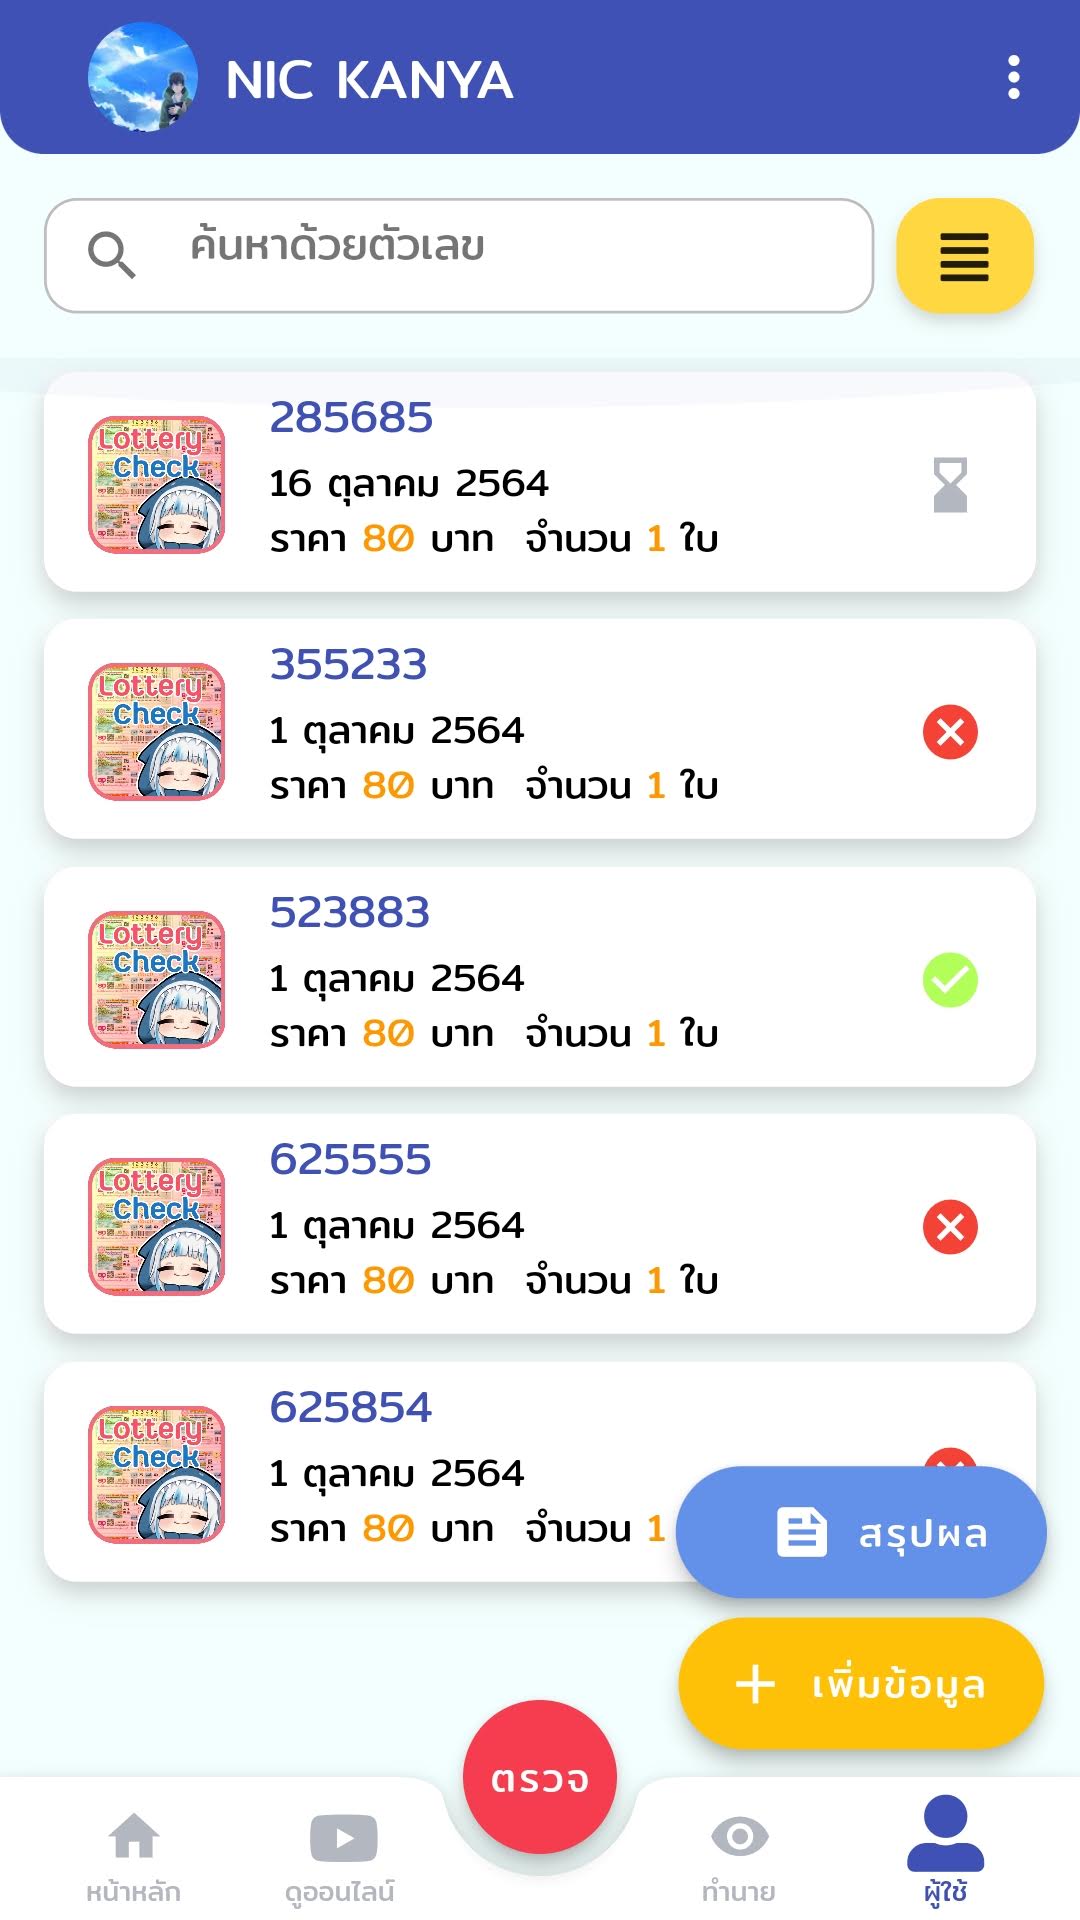 NIC KANYA
ค้นหาด้วยตัวเลข
Lottery
Check
285685
16 ตุลาคม 2564
ราคา 80 บาท จำนวน 1 ใบ
Lottery
Check
355233
1 ตุลาคม 2564
ราคา 80 บาท จำนวน 1 ใบ
Lottery
Check
523883
1 ตุลาคม 2564
ราคา 80 บาท จำนวน 1 ใบ
Lottery
Check
625555
1 ตุลาคม 2564
ราคา 80 บาท จำนวน 1 ใบ
Lottery
Check
625854
1 ตุลาคม 2564
ราคา 80 บาท จำนวน 1
สรุปผล
เพิ่มข้อมูล
ตรวจ
หน้าหลัก
ดูออนไลน์
ทำนาย
ผู้ใช้